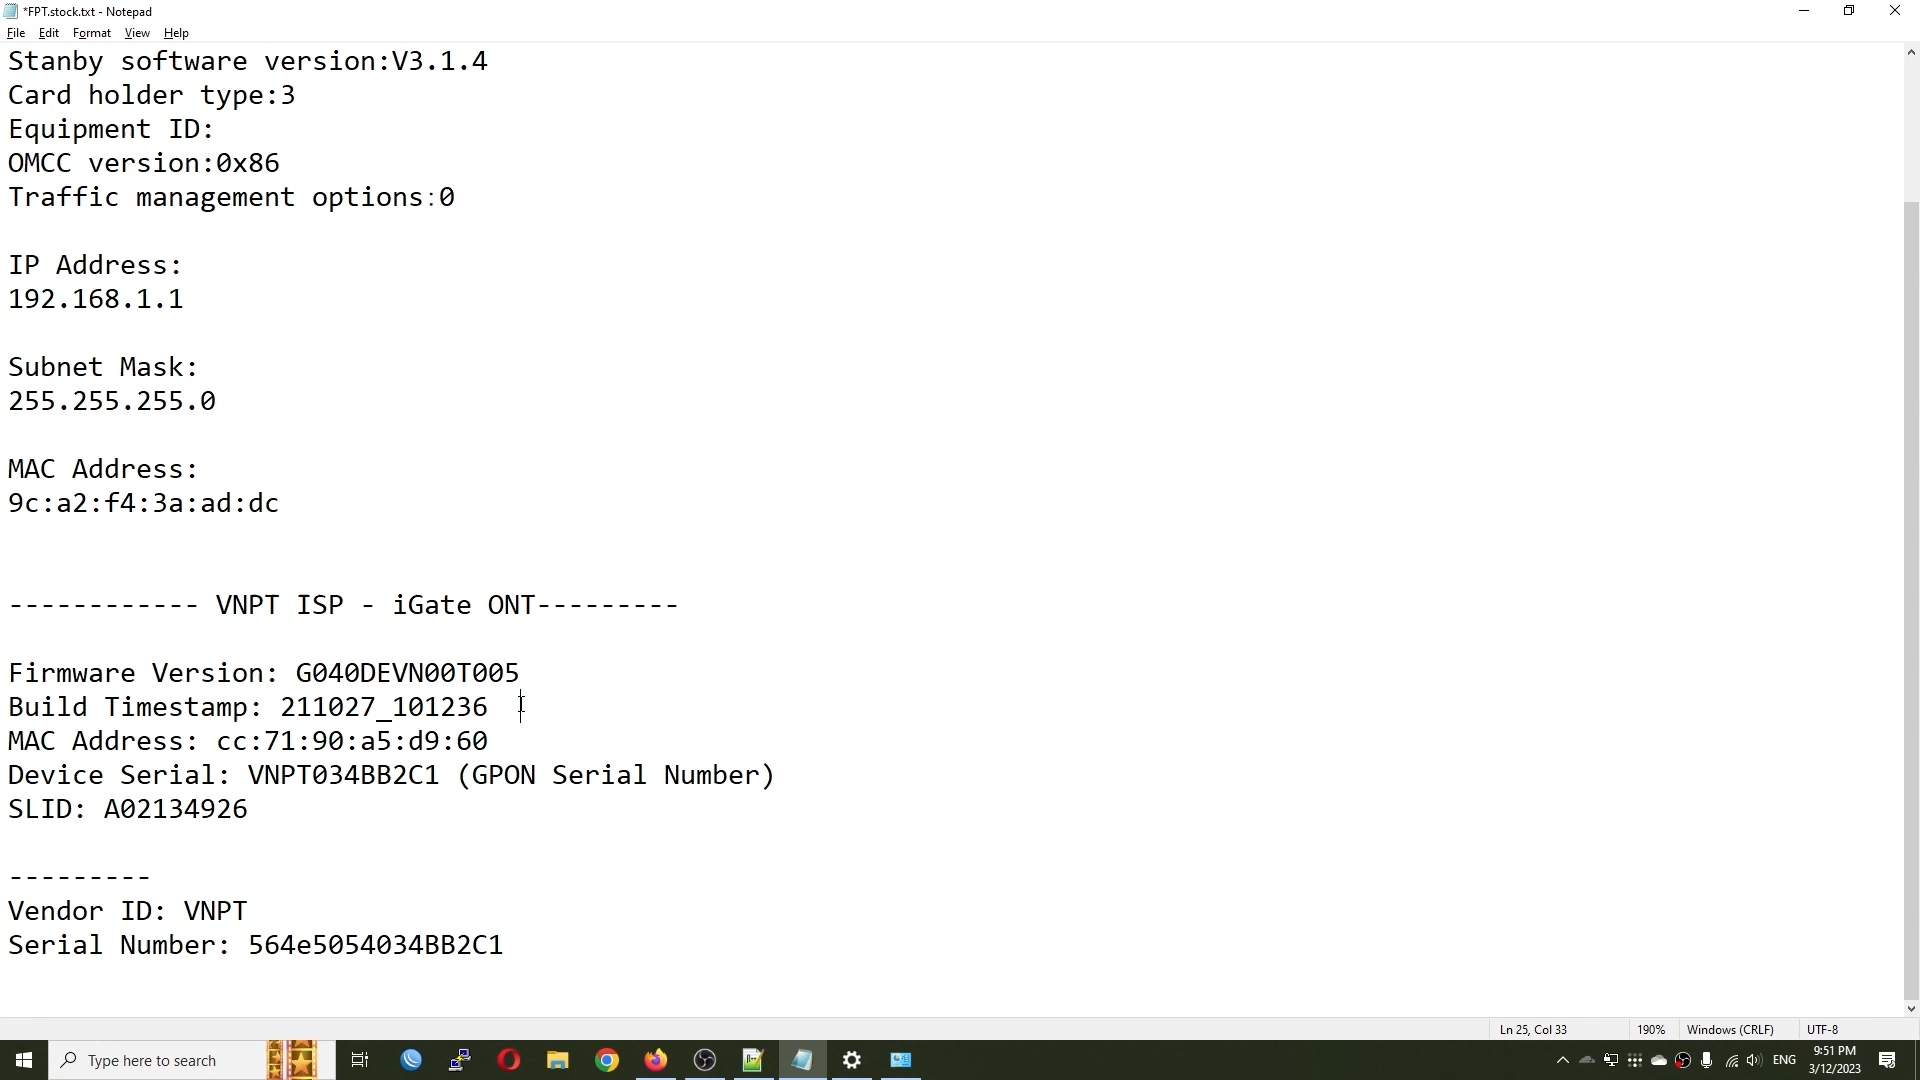 *FPT.stock.txt - Notepad
File Edit Format View Help
Stanby software version:V3.1.4
Card holder type:3
Equipment ID:
OMCC version:0x86
Traffic management options:0
IP Address:
192.168.1.1
Subnet Mask:
255.255.255.0
MAC Address:
9c:a2:f4:3a:ad:dc
------------ VNPT ISP - iGate ONT---------
Firmware Version: G040DEVN00T005
Build Timestamp: 211027_101236
MAC Address: cc:71:90:a5:d9:60
Device Serial: VNPT034BB2C1 (GPON Serial Number)
SLID: A02134926
---------
Vendor ID: VNPT
Serial Number: 564e5054034BB2C1
Ln 25, Col 33 190% Windows (CRLF) UTF-8
Type here to search ENG 9:51 PM
3/12/2023